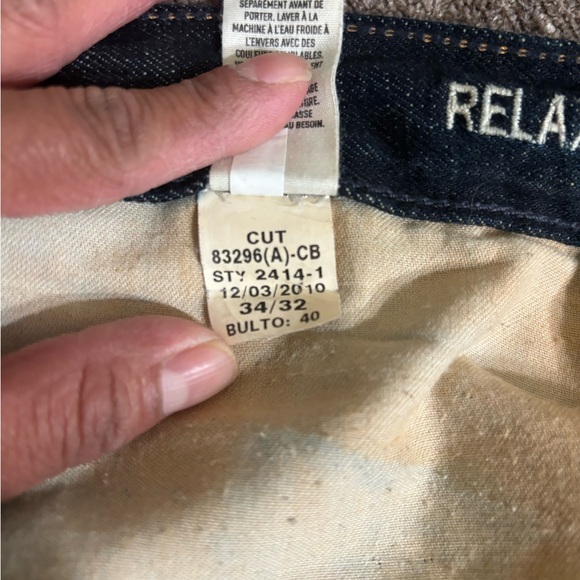 SÉPARÉMENT AVANT DE
PORTER. LAVER À LA
MACHINE À L'EAU FROIDE À
L'ENVERS AVEC DES
RELA
AU BESOIN.
CUT
83296(A)-CB
STY 2414-1
12/03/2010
34/32
BULTO: 40